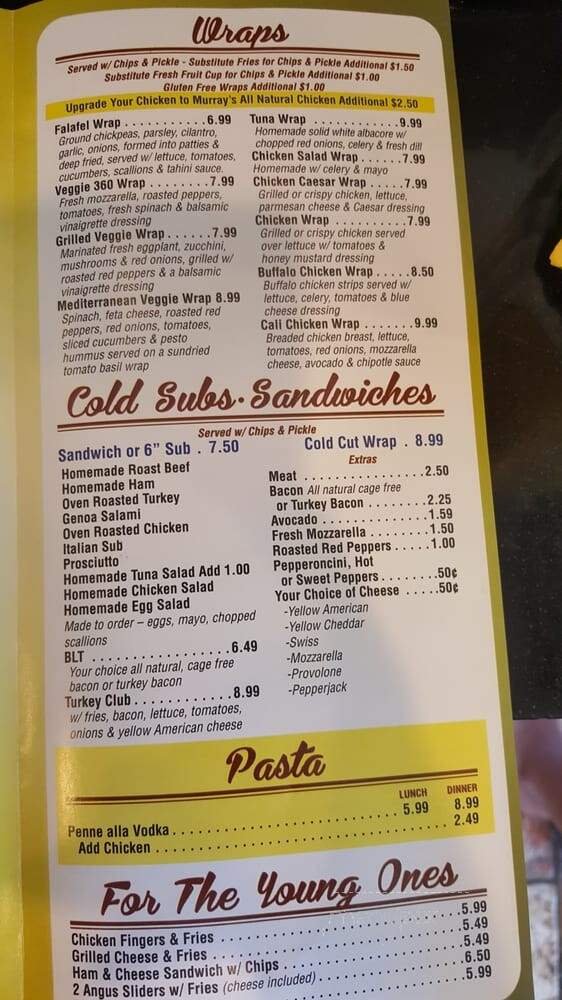 Wraps
Served w/ Chips & Pickle - Substitute Fries for Chips & Pickle Additional $1.50
Substitute Fresh Fruit Cup for Chips & Pickle Additional $1.00
Gluten Free Wraps Additional $1.00
Upgrade Your Chicken to Murray's All Natural Chicken Additional $2.50
Falafel Wrap . . . . . . . . . . . . 6.99
Ground chickpeas, parsley, cilantro,
garlic, onions, formed into patties &
deep fried, served w/ lettuce, tomatoes,
cucumbers, scallions & tahini sauce.
Veggie 360 Wrap . . . . . . . . 7.99
Fresh mozzarella, roasted peppers,
tomatoes, fresh spinach & balsamic
vinaigrette dressing
Grilled Veggie Wrap . . . . . . 7.99
Marinated fresh eggplant, zucchini,
mushrooms & red onions, grilled w/
roasted red peppers & a balsamic
vinaigrette dressing
Mediterranean Veggie Wrap 8.99
Spinach, feta cheese, roasted red
peppers, red onions, tomatoes,
sliced cucumbers & pesto
hummus served on a sundried
tomato basil wrap
Tuna Wrap . . . . . . . . . . . . . 9.99
Homemade solid white albacore w/
chopped red onions, celery & fresh dill
Chicken Salad Wrap . . . . . . 7.99
Homemade w/ celery & mayo
Chicken Caesar Wrap . . . . . 7.99
Grilled or crispy chicken, lettuce,
parmesan cheese & Caesar dressing
Chicken Wrap . . . . . . . . . . . 7.99
Grilled or crispy chicken served
over lettuce w/ tomatoes &
honey mustard dressing
Buffalo Chicken Wrap . . . . . 8.50
Buffalo chicken strips served w/
lettuce, celery, tomatoes & blue
cheese dressing
Cali Chicken Wrap . . . . . . . 9.99
Breaded chicken breast, lettuce,
tomatoes, red onions, mozzarella
cheese, avocado & chipotle sauce
Cold Subs · Sandwiches
Served w/ Chips & Pickle
Sandwich or 6" Sub . 7.50
Homemade Roast Beef
Homemade Ham
Oven Roasted Turkey
Genoa Salami
Oven Roasted Chicken
Italian Sub
Prosciutto
Homemade Tuna Salad Add 1.00
Homemade Chicken Salad
Homemade Egg Salad
Made to order – eggs, mayo, chopped
scallions
BLT . . . . . . . . . . . . . . . . . 6.49
Your choice all natural, cage free
bacon or turkey bacon
Turkey Club . . . . . . . . . . . . 8.99
w/ fries, bacon, lettuce, tomatoes,
onions & yellow American cheese
Cold Cut Wrap . 8.99
Extras
Meat . . . . . . . . . . . . . . . . . 2.50
Bacon All natural cage free
or Turkey Bacon . . . . . . . . 2.25
Avocado . . . . . . . . . . . . . . 1.59
Fresh Mozzarella . . . . . . . . 1.50
Roasted Red Peppers . . . . . 1.00
Pepperoncini, Hot
or Sweet Peppers . . . . . . . . 50¢
Your Choice of Cheese . . . . . 50¢
-Yellow American
-Yellow Cheddar
-Swiss
-Mozzarella
-Provolone
-Pepperjack
Pasta
LUNCH DINNER
Penne alla Vodka . . . . . . . . . . 5.99 8.99
Add Chicken . . . . . . . . . . 2.49
For The Young Ones
Chicken Fingers & Fries . . . . . . . . . . 5.99
Grilled Cheese & Fries . . . . . . . . . . 5.49
Ham & Cheese Sandwich w/ Chips . . . . . . . . . . 5.49
2 Angus Sliders w/ Fries (cheese included) . . . . . . . . . . 6.50
5.99